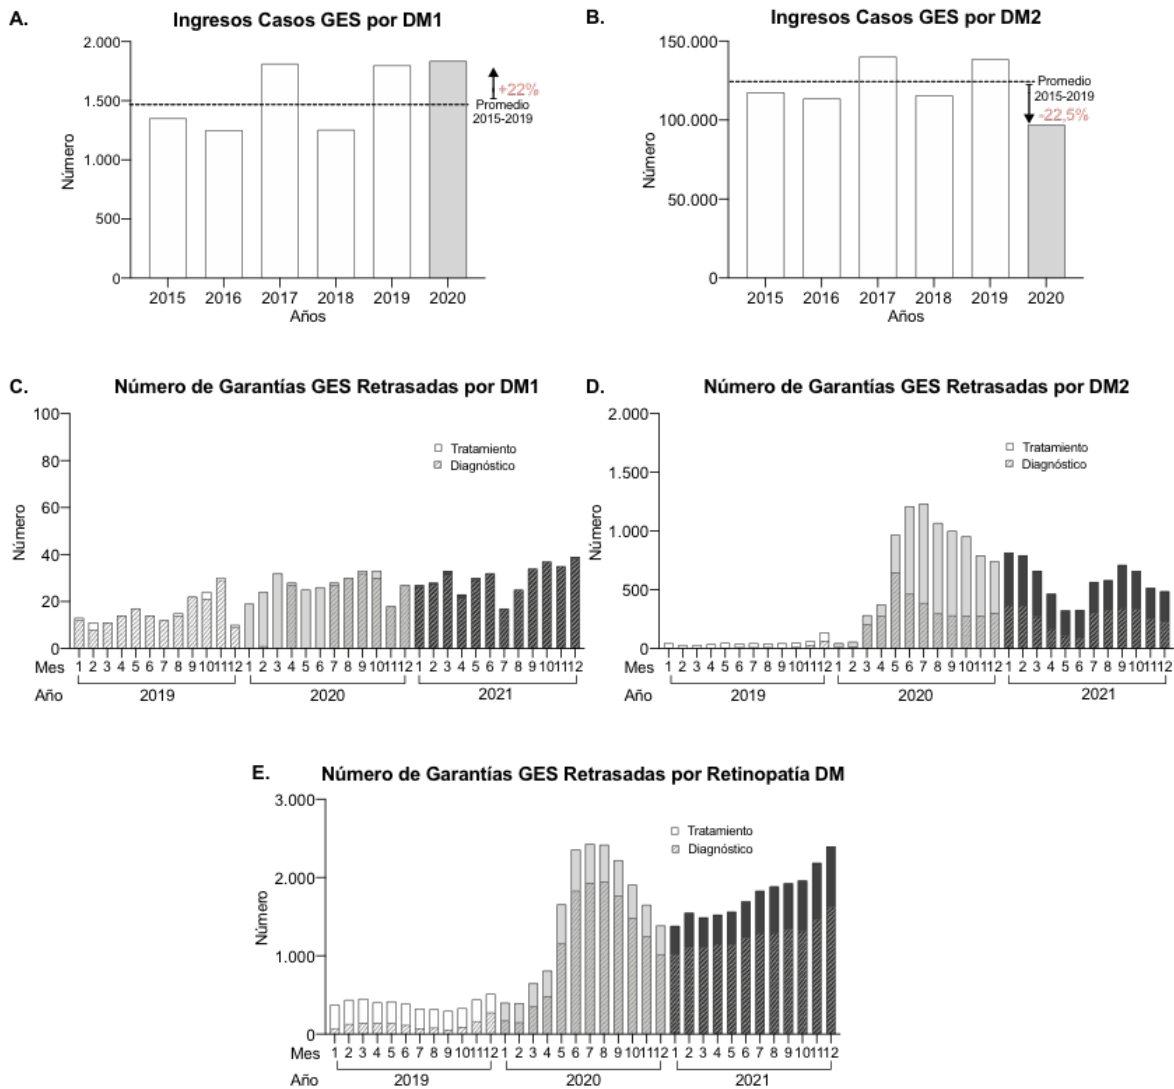 A.
Ingresos Casos GES por DM1
2.000
1.500
1.000
500
0
Número
+22%
Promedio
2015-2019
2015 2016 2017 2018 2019 2020
Años
B.
Ingresos Casos GES por DM2
150.000
100.000
50.000
0
Número
Promedio
2015-2019
-22,5%
2015 2016 2017 2018 2019 2020
Años
C.
Número de Garantías GES Retrasadas por DM1
100
80
60
40
20
0
Número
Tratamiento
Diagnóstico
Mes 1 2 3 4 5 6 7 8 9 10 11 12 1 2 3 4 5 6 7 8 9 10 11 12 1 2 3 4 5 6 7 8 9 10 11 12
Año 2019 2020 2021
D.
Número de Garantías GES Retrasadas por DM2
2.000
1.500
1.000
500
0
Número
Tratamiento
Diagnóstico
Mes 1 2 3 4 5 6 7 8 9 10 11 12 1 2 3 4 5 6 7 8 9 10 11 12 1 2 3 4 5 6 7 8 9 10 11 12
Año 2019 2020 2021
E.
Número de Garantías GES Retrasadas por Retinopatía DM
3.000
2.000
1.000
0
Número
Tratamiento
Diagnóstico
Mes 1 2 3 4 5 6 7 8 9 10 11 12 1 2 3 4 5 6 7 8 9 10 11 12 1 2 3 4 5 6 7 8 9 10 11 12
Año 2019 2020 2021